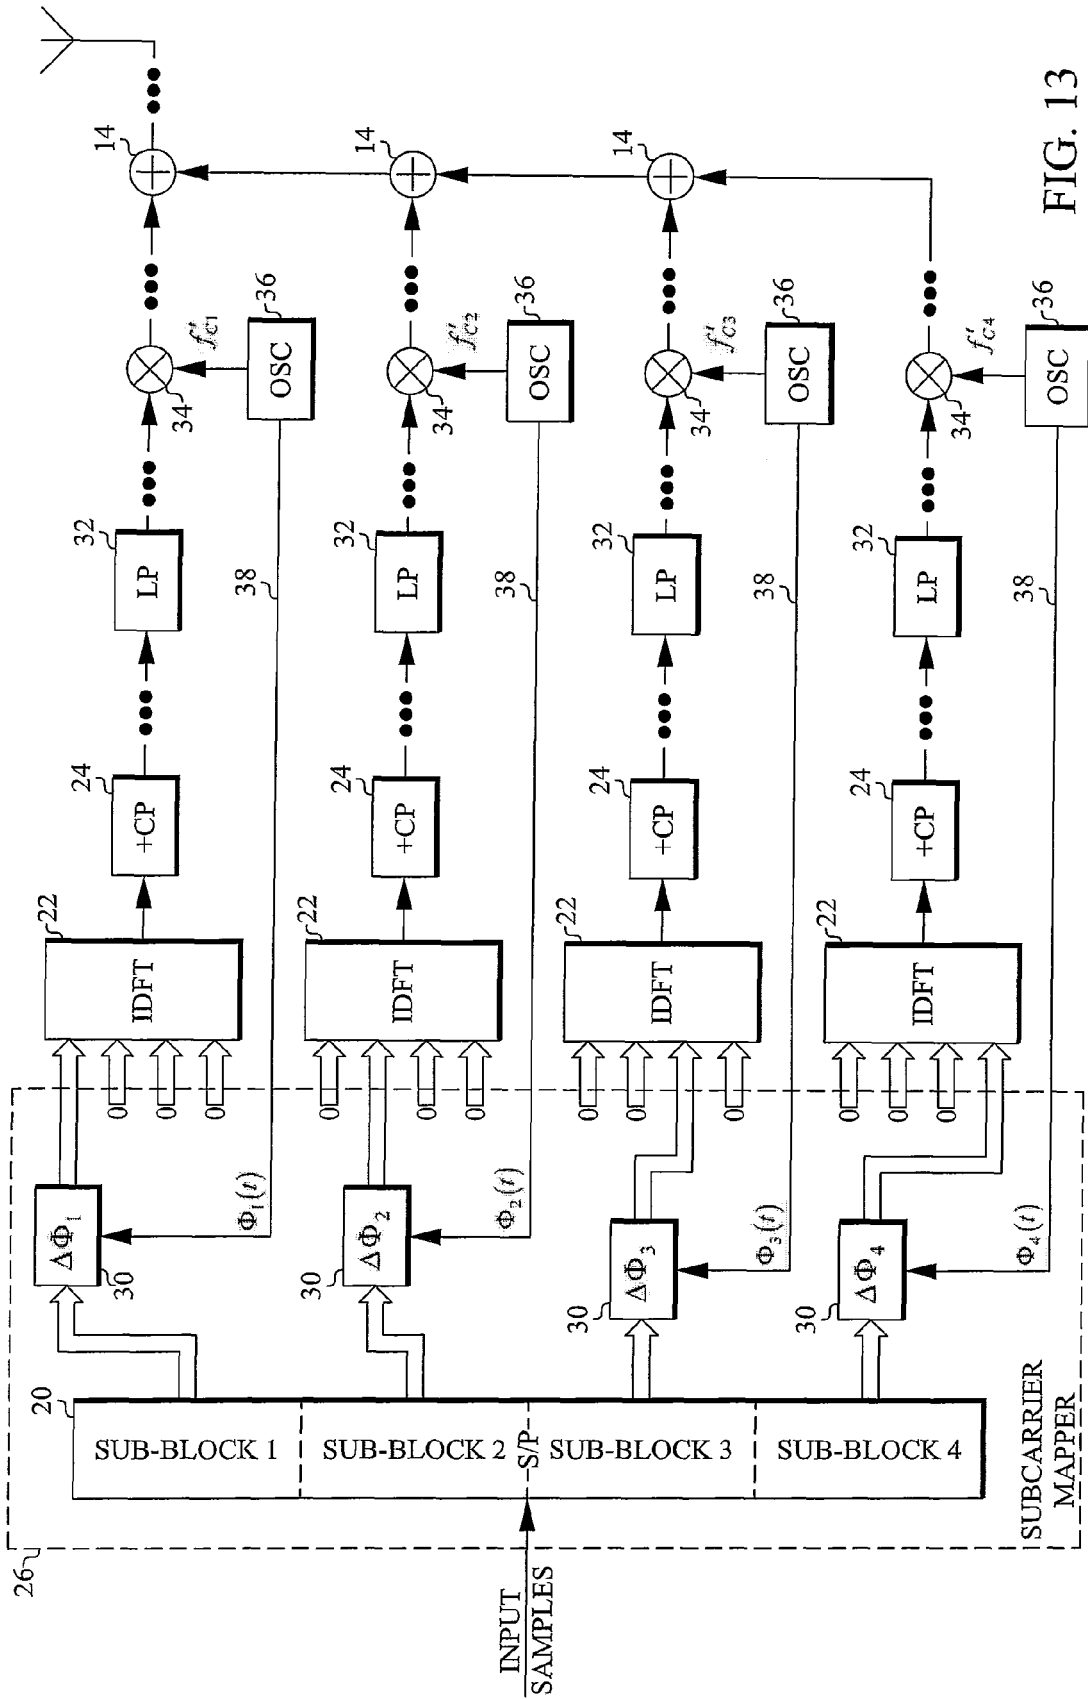 FIG. 13
26
INPUT
SAMPLES
SUBCARRIER
MAPPER
20
S/P
SUB-BLOCK 1
SUB-BLOCK 2
SUB-BLOCK 3
SUB-BLOCK 4
ΔΦ₁
30
Φ₁(t)
0
0
0
22
IDFT
24
+CP
32
LP
38
34
f'c1
OSC
36
14
ΔΦ₂
30
Φ₂(t)
0
0
0
22
IDFT
24
+CP
32
LP
38
34
f'c2
OSC
36
14
ΔΦ₃
30
Φ₃(t)
0
0
0
22
IDFT
24
+CP
32
LP
38
34
f'c3
OSC
36
14
ΔΦ₄
30
Φ₄(t)
0
0
0
22
IDFT
24
+CP
32
LP
38
34
f'c4
OSC
36